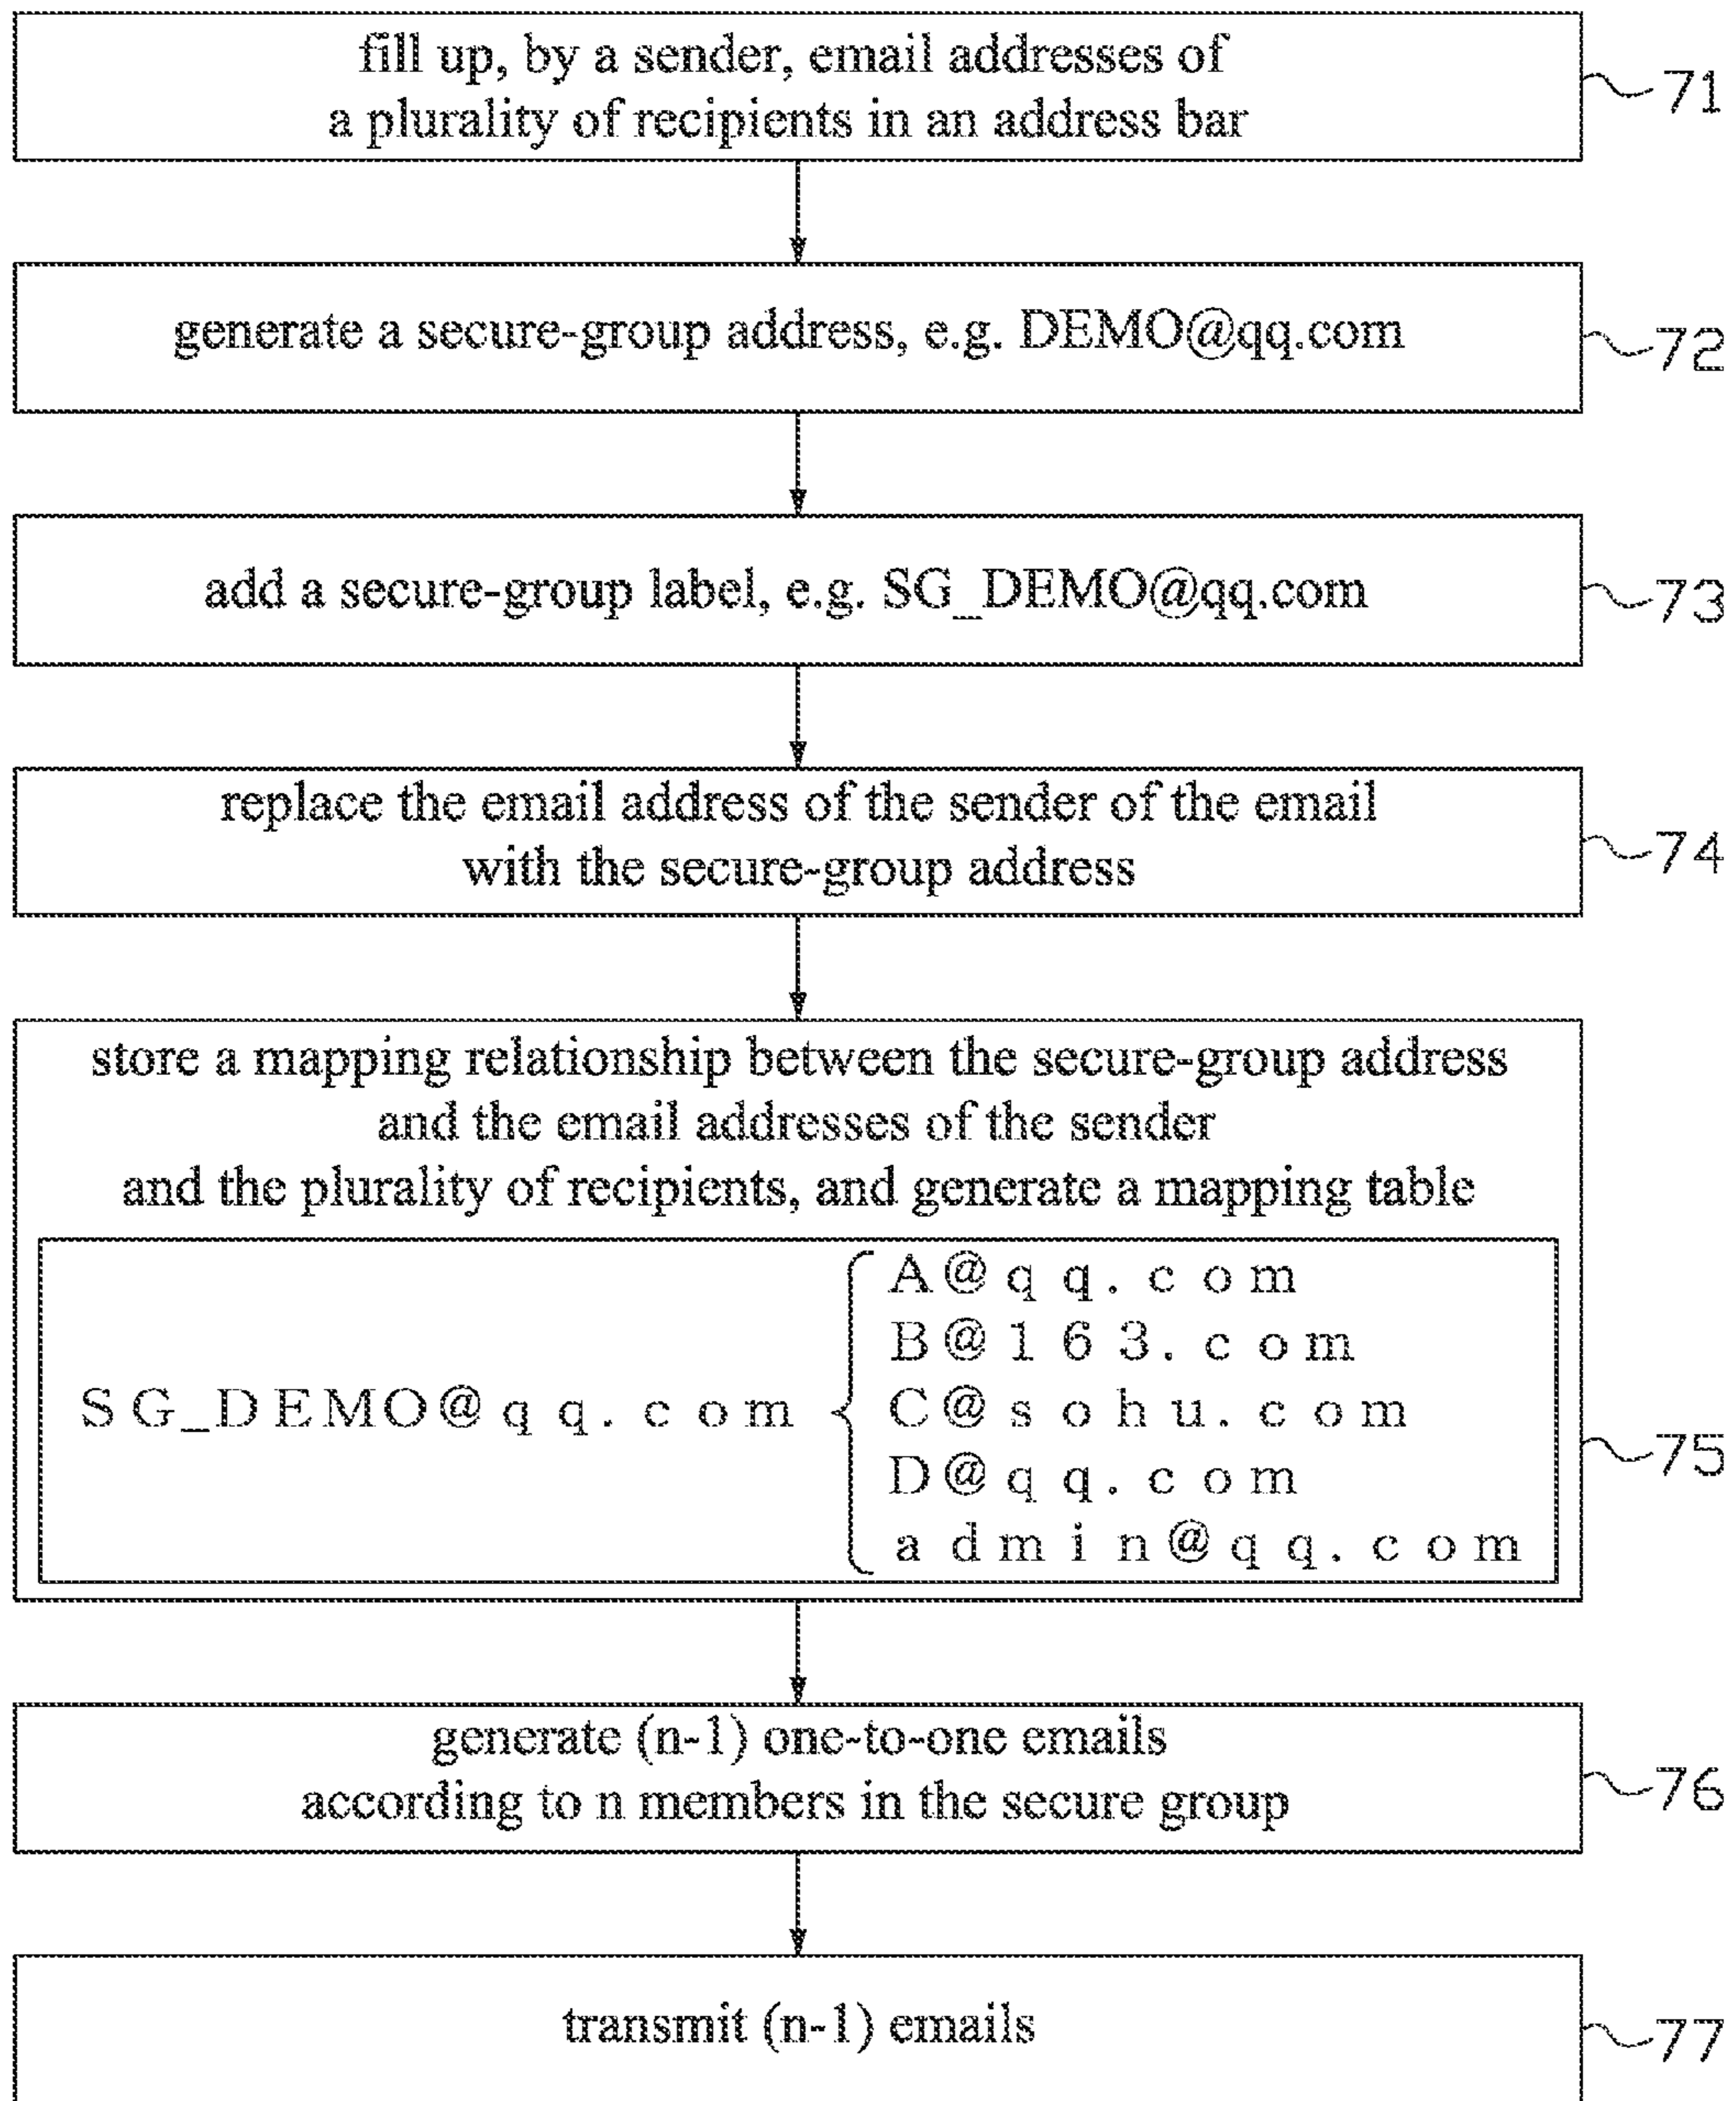 fill up, by a sender, email addresses of
a plurality of recipients in an address bar
71
generate a secure-group address, e.g. DEMO@qq.com
72
add a secure-group label, e.g. SG_DEMO@qq.com
73
replace the email address of the sender of the email
with the secure-group address
74
store a mapping relationship between the secure-group address
and the email addresses of the sender
and the plurality of recipients, and generate a mapping table
A@qq.com
B@163.com
SG_DEMO@qq.com
C@sohu.com
D@qq.com
admin@qq.com
75
generate (n-1) one-to-one emails
according to n members in the secure group
76
transmit (n-1) emails
77